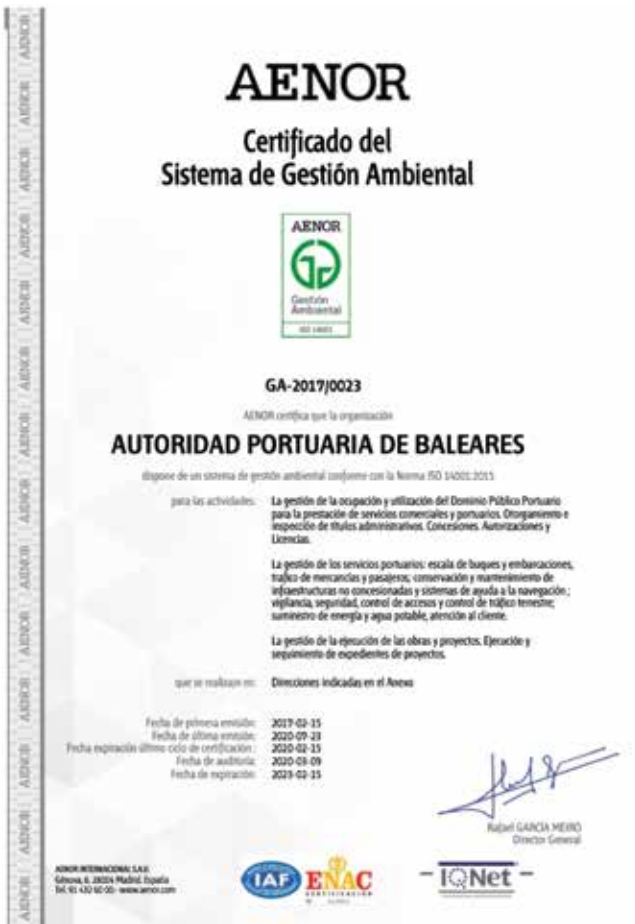 AENOR
Certificado del
Sistema de Gestión Ambiental
AENOR
Gestión
Ambiental
ISO 14001
GA-2017/0023
AENOR certifica que la organización
AUTORIDAD PORTUARIA DE BALEARES
dispone de un sistema de gestión ambiental conforme con la Norma ISO 14001:2015
para las actividades: La gestión de la ocupación y utilización del Dominio Público Portuario
para la prestación de servicios comerciales y portuarios. Otorgamiento e
inspección de títulos administrativos. Concesiones. Autorizaciones y
Licencias.
La gestión de los servicios portuarios: escala de buques y embarcaciones,
tráfico de mercancías y pasajeros; conservación y mantenimiento de
infraestructuras no concesionadas y sistemas de ayuda a la navegación;
vigilancia, seguridad, control de accesos y control de tráfico terrestre;
suministro de energía y agua potable, atención al cliente.
La gestión de la ejecución de las obras y proyectos. Ejecución y
seguimiento de expedientes de proyectos.
que se realizan en: Direcciones indicadas en el Anexo
Fecha de primera emisión: 2017-02-15
Fecha de última emisión: 2020-07-23
Fecha expiración último ciclo de certificación: 2020-02-15
Fecha de auditoría: 2020-03-09
Fecha de expiración: 2023-02-15
Rafael GARCÍA MEIRO
Director General
AENOR INTERNACIONAL S.A.U.
Génova, 6. 28004 Madrid. España
Tel. 91 432 60 00.- www.aenor.com
IAF
ENAC
CERTIFICACIÓN
IQNet